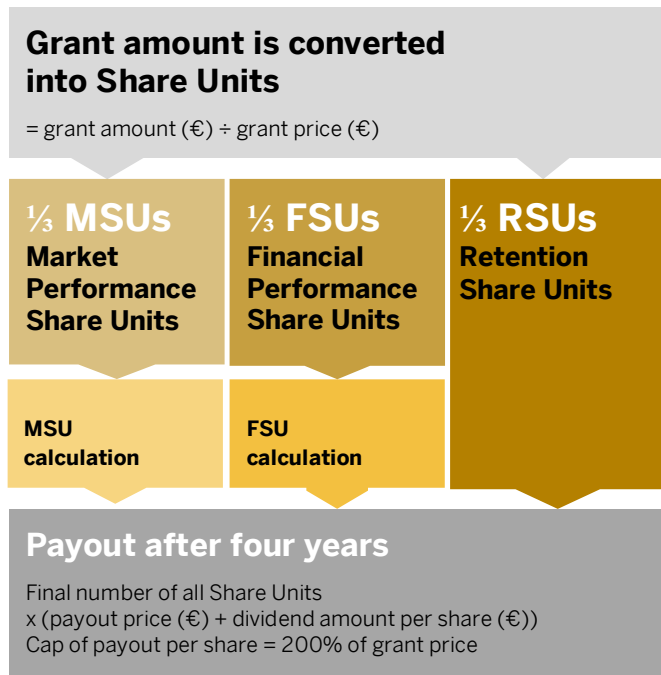 Grant amount is converted
into Share Units
= grant amount (€) ÷ grant price (€)
⅓ MSUs
Market
Performance
Share Units
⅓ FSUs
Financial
Performance
Share Units
⅓ RSUs
Retention
Share Units
MSU
calculation
FSU
calculation
Payout after four years
Final number of all Share Units
x (payout price (€) + dividend amount per share (€))
Cap of payout per share = 200% of grant price